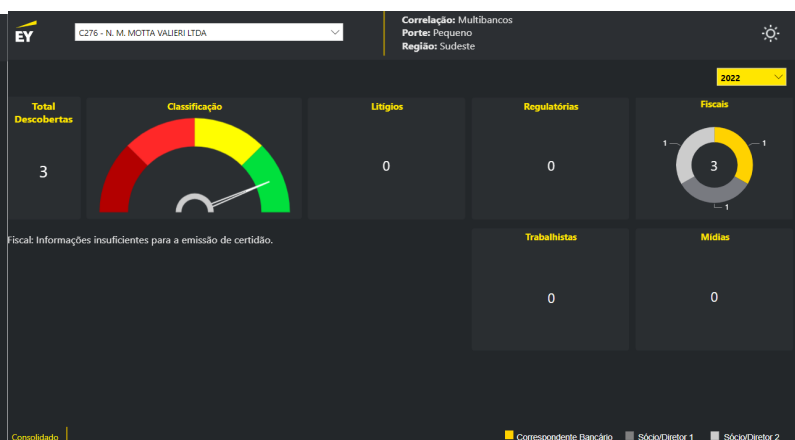 EY
C276 - N. M. MOTTA VALIERI LTDA
Correlação: Multibancos
Porte: Pequeno
Região: Sudeste
2022
Total
Descobertas
3
Classificação
Litígios
0
Regulatórias
0
Fiscais
1
1
3
1
Fiscal: Informações insuficientes para a emissão de certidão.
Trabalhistas
0
Mídias
0
Consolidado
Correspondente Bancário
Sócio/Diretor 1
Sócio/Diretor 2